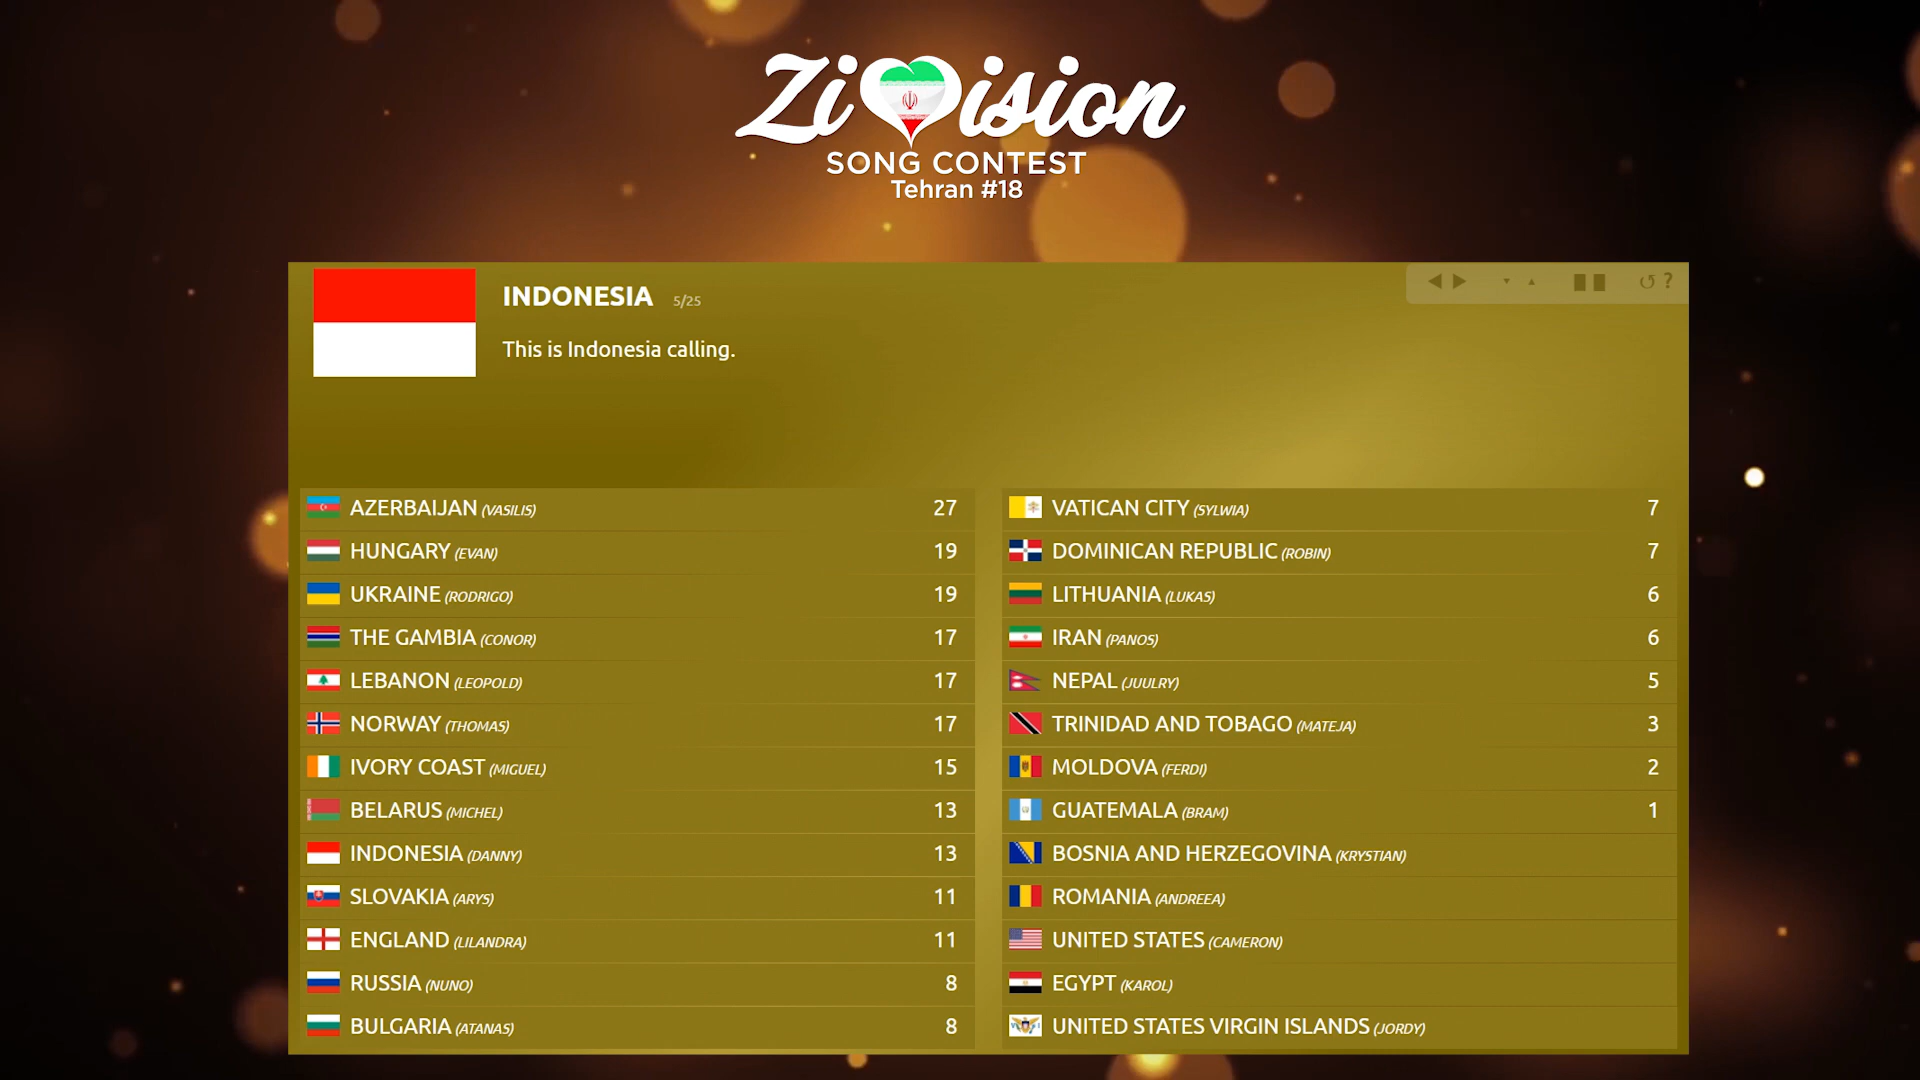 Zi ision
SONG CONTEST
Tehran #18
INDONESIA 5/25
This is Indonesia calling.
?
AZERBAIJAN (VASILIS) 27
HUNGARY (EVAN) 19
UKRAINE (RODRIGO) 19
THE GAMBIA (CONOR) 17
LEBANON (LEOPOLD) 17
NORWAY (THOMAS) 17
IVORY COAST (MIGUEL) 15
BELARUS (MICHEL) 13
INDONESIA (DANNY) 13
SLOVAKIA (ARYS) 11
ENGLAND (LILANDRA) 11
RUSSIA (NUNO) 8
BULGARIA (ATANAS) 8
VATICAN CITY (SYLWIA) 7
DOMINICAN REPUBLIC (ROBIN) 7
LITHUANIA (LUKAS) 6
IRAN (PANOS) 6
NEPAL (JUULRY) 5
TRINIDAD AND TOBAGO (MATEJA) 3
MOLDOVA (FERDI) 2
GUATEMALA (BRAM) 1
BOSNIA AND HERZEGOVINA (KRYSTIAN)
ROMANIA (ANDREEA)
UNITED STATES (CAMERON)
EGYPT (KAROL)
UNITED STATES VIRGIN ISLANDS (JORDY)